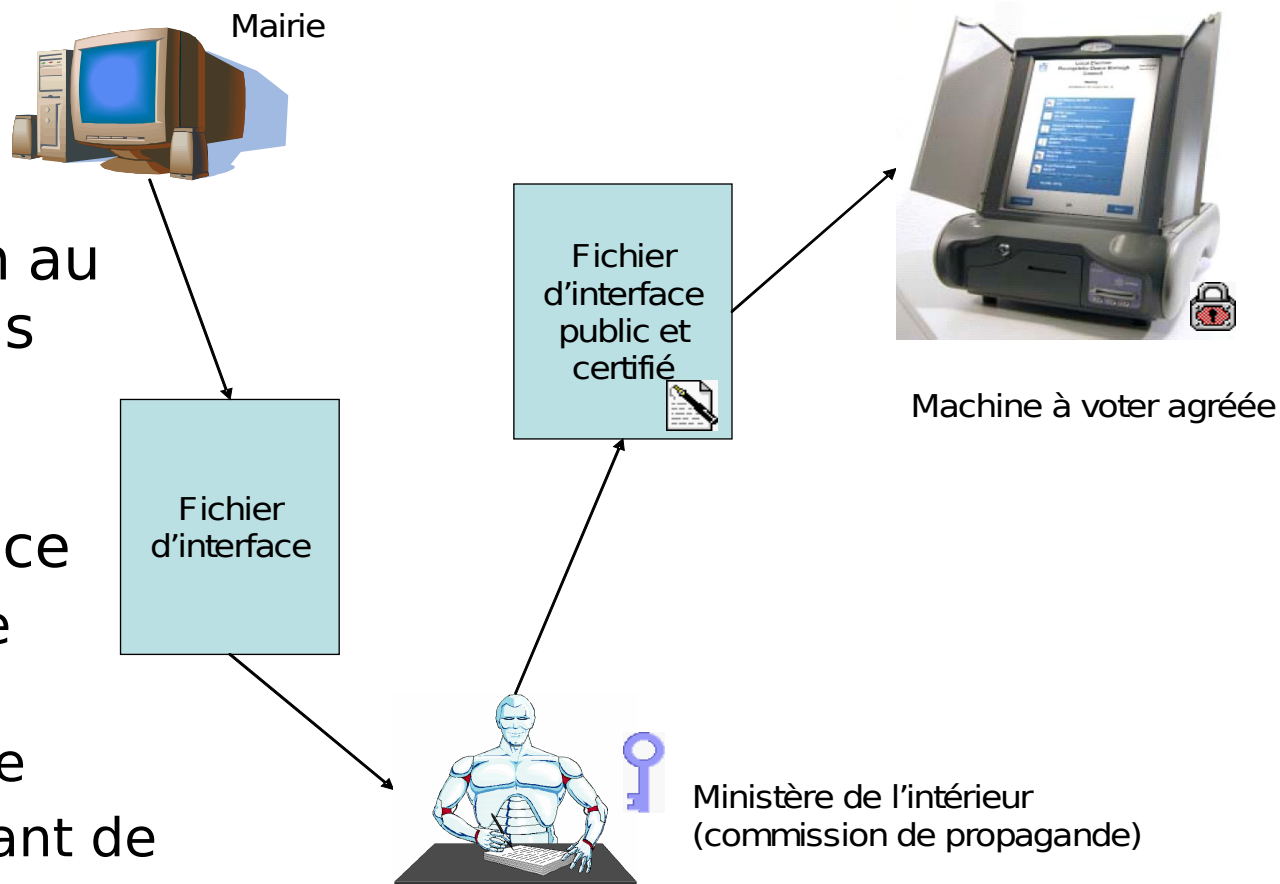 Mairie
n au
s
ce
e
e
ant de
Fichier
d'interface
Fichier
d'interface
public et
certifié
Machine à voter agréée
Ministère de l'intérieur
(commission de propagande)